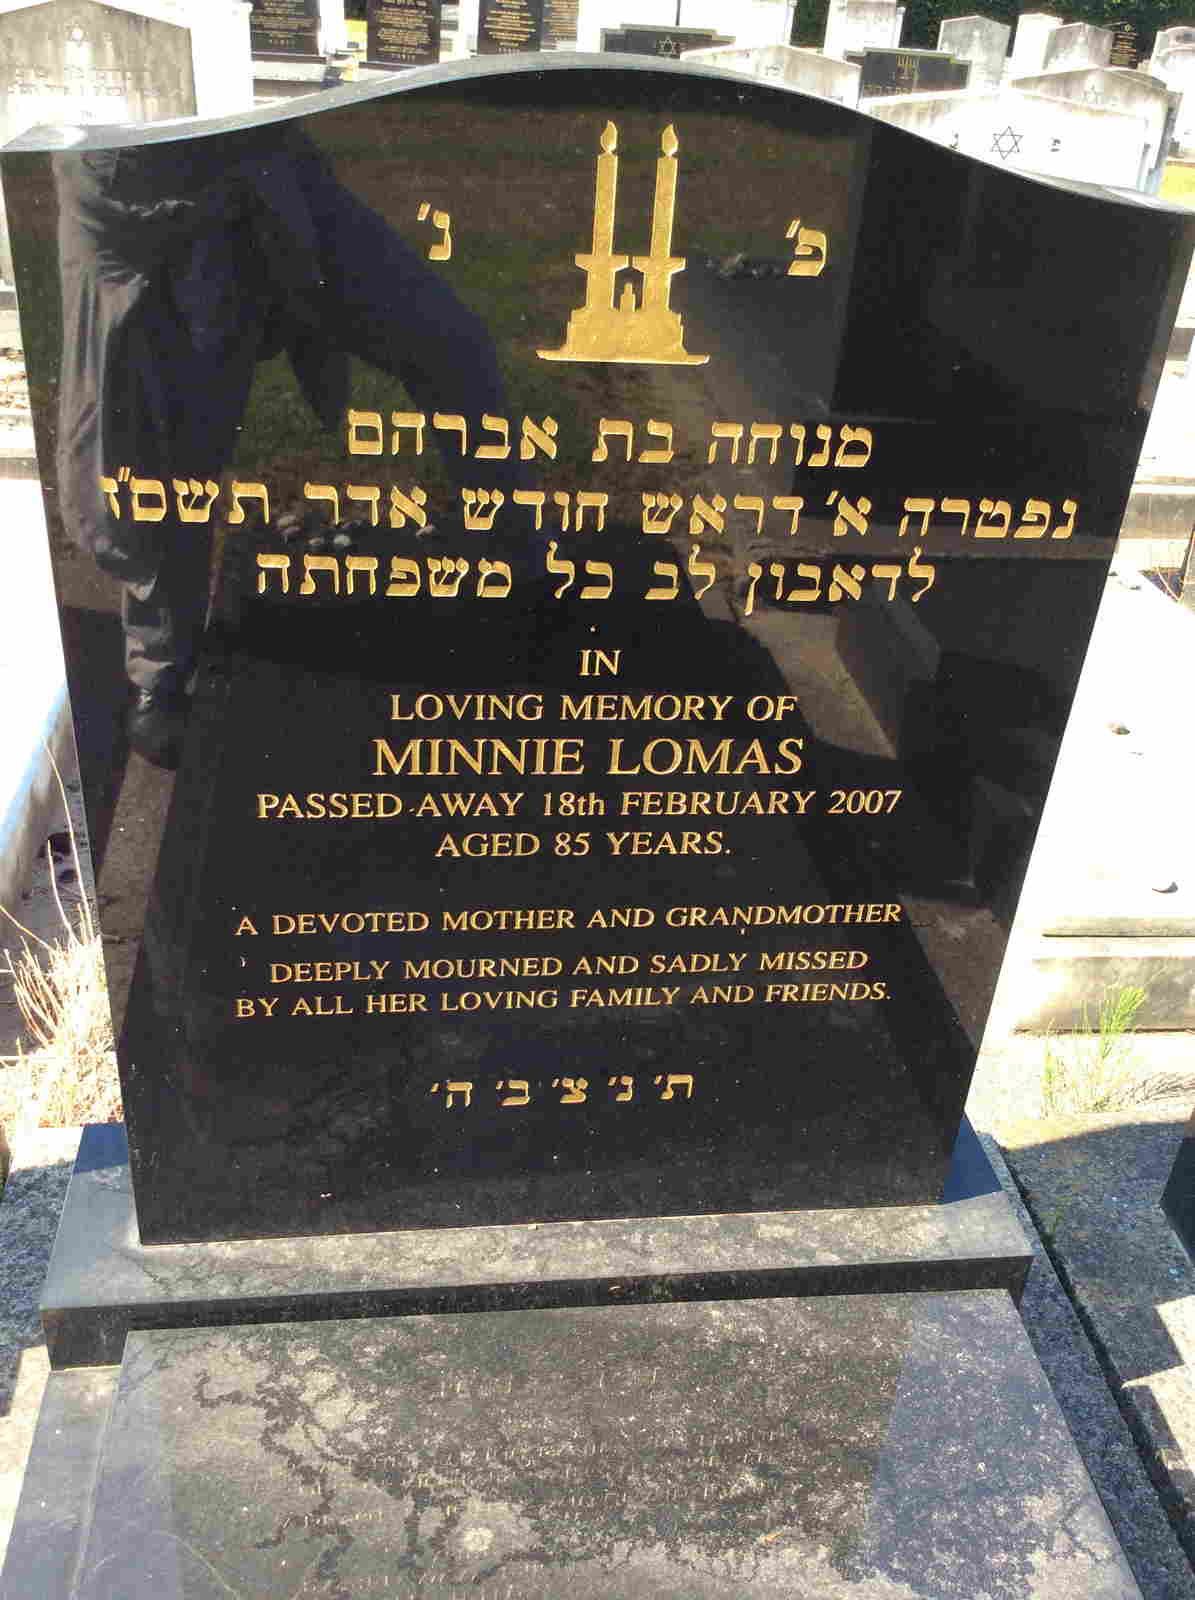 פ' נ'
מנוחה בת אברהם
נפטרה א' דראש חודש אדר תשס"ז
לדאבון לב כל משפחתה
IN
LOVING MEMORY OF
MINNIE LOMAS
PASSED AWAY 18th FEBRUARY 2007
AGED 85 YEARS.
A DEVOTED MOTHER AND GRANDMOTHER
DEEPLY MOURNED AND SADLY MISSED
BY ALL HER LOVING FAMILY AND FRIENDS.
ת' נ' צ' ב' ה'